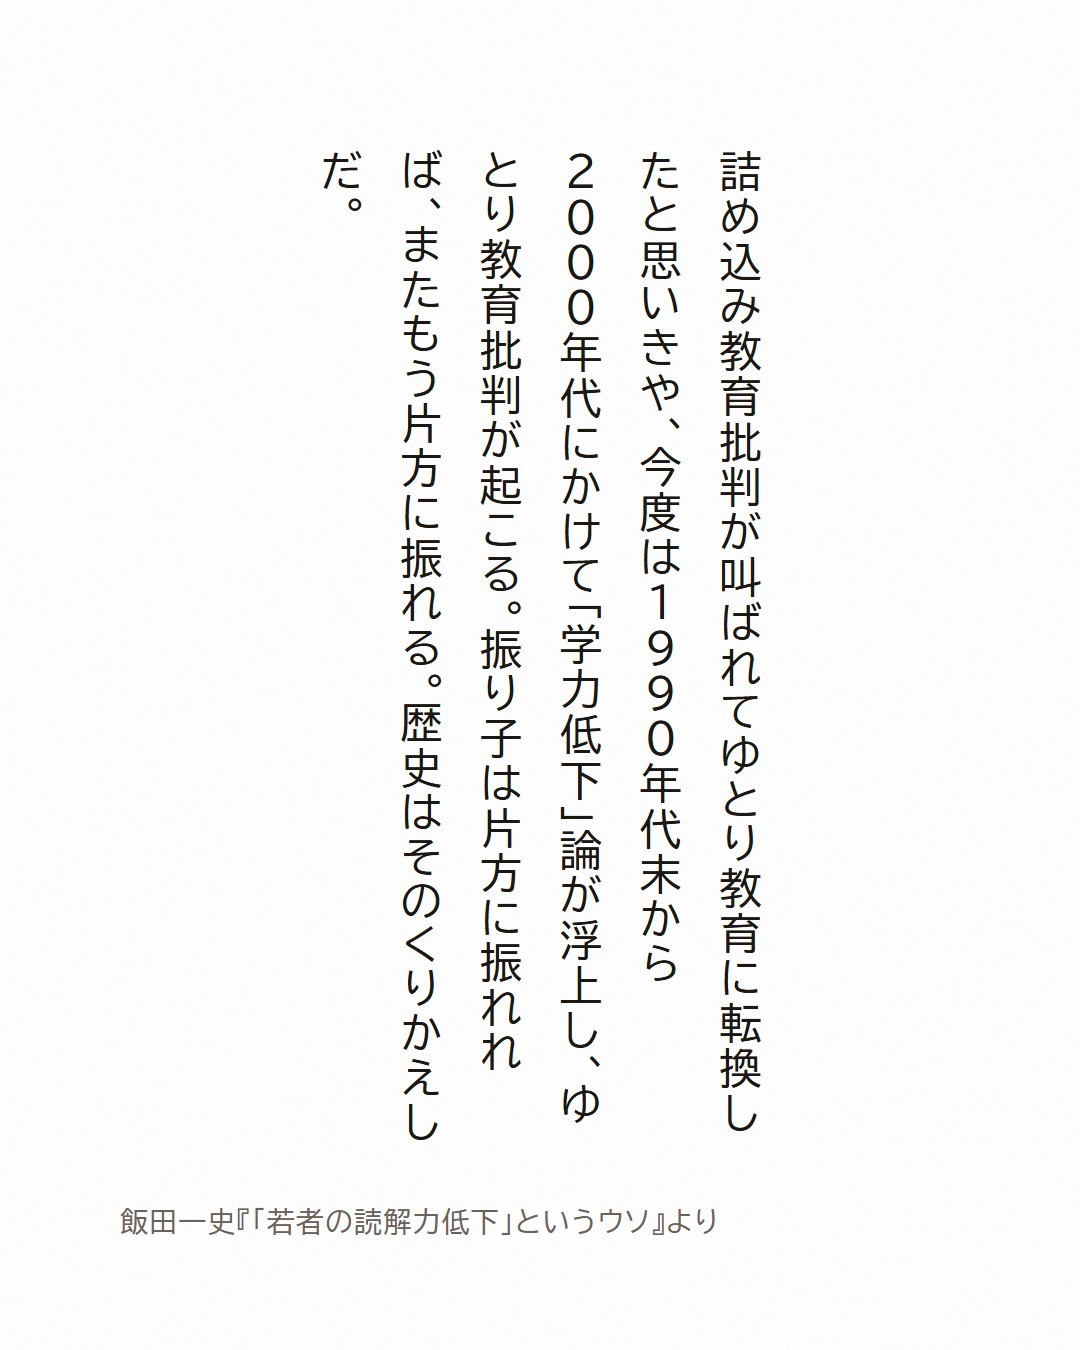 詰め込み教育批判が叫ばれてゆとり教育に転換し
たと思いきや、今度は１９９０年代末から
２０００年代にかけて「学力低下」論が浮上し、ゆ
とり教育批判が起こる。振り子は片方に振れれ
ば、またもう片方に振れる。歴史はそのくりかえし
だ。
飯田一史『「若者の読解力低下」というウソ』より